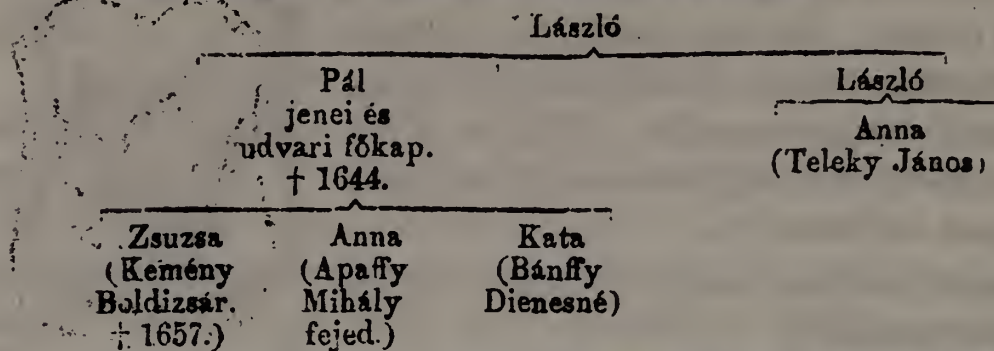 László
Pál
jenei és
udvari főkap.
† 1644.
László
Anna
(Teleky János)
Zsuzsa
(Kemény
Boldizsár.
† 1657.)
Anna
(Apaffy
Mihály
fejed.)
Kata
(Bánffy
Dienesné)